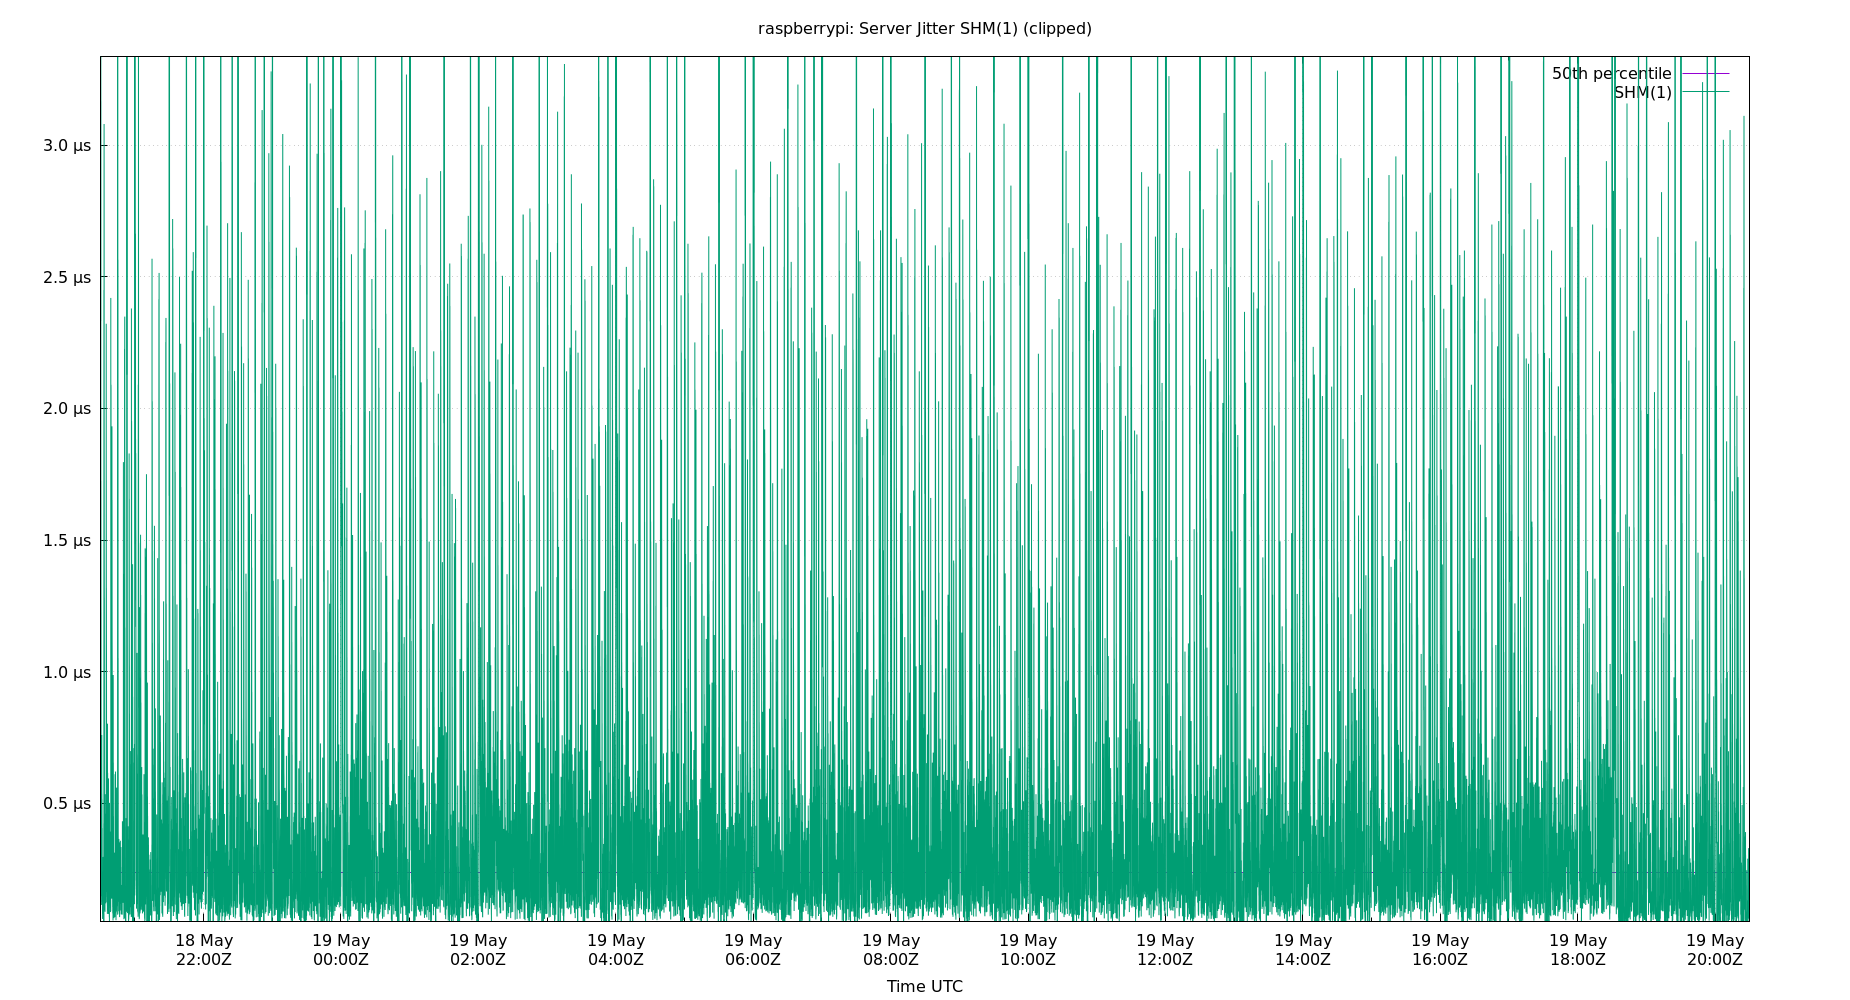 raspberrypi: Server Jitter SHM(1) (clipped)
50th percentile
SHM(1)
3.0 µs
2.5 µs
2.0 µs
1.5 µs
1.0 µs
0.5 µs
18 May 19 May 19 May 19 May 19 May 19 May 19 May 19 May 19 May 19 May 19 May 19 May
22:00Z 00:00Z 02:00Z 04:00Z 06:00Z 08:00Z 10:00Z 12:00Z 14:00Z 16:00Z 18:00Z 20:00Z
Time UTC